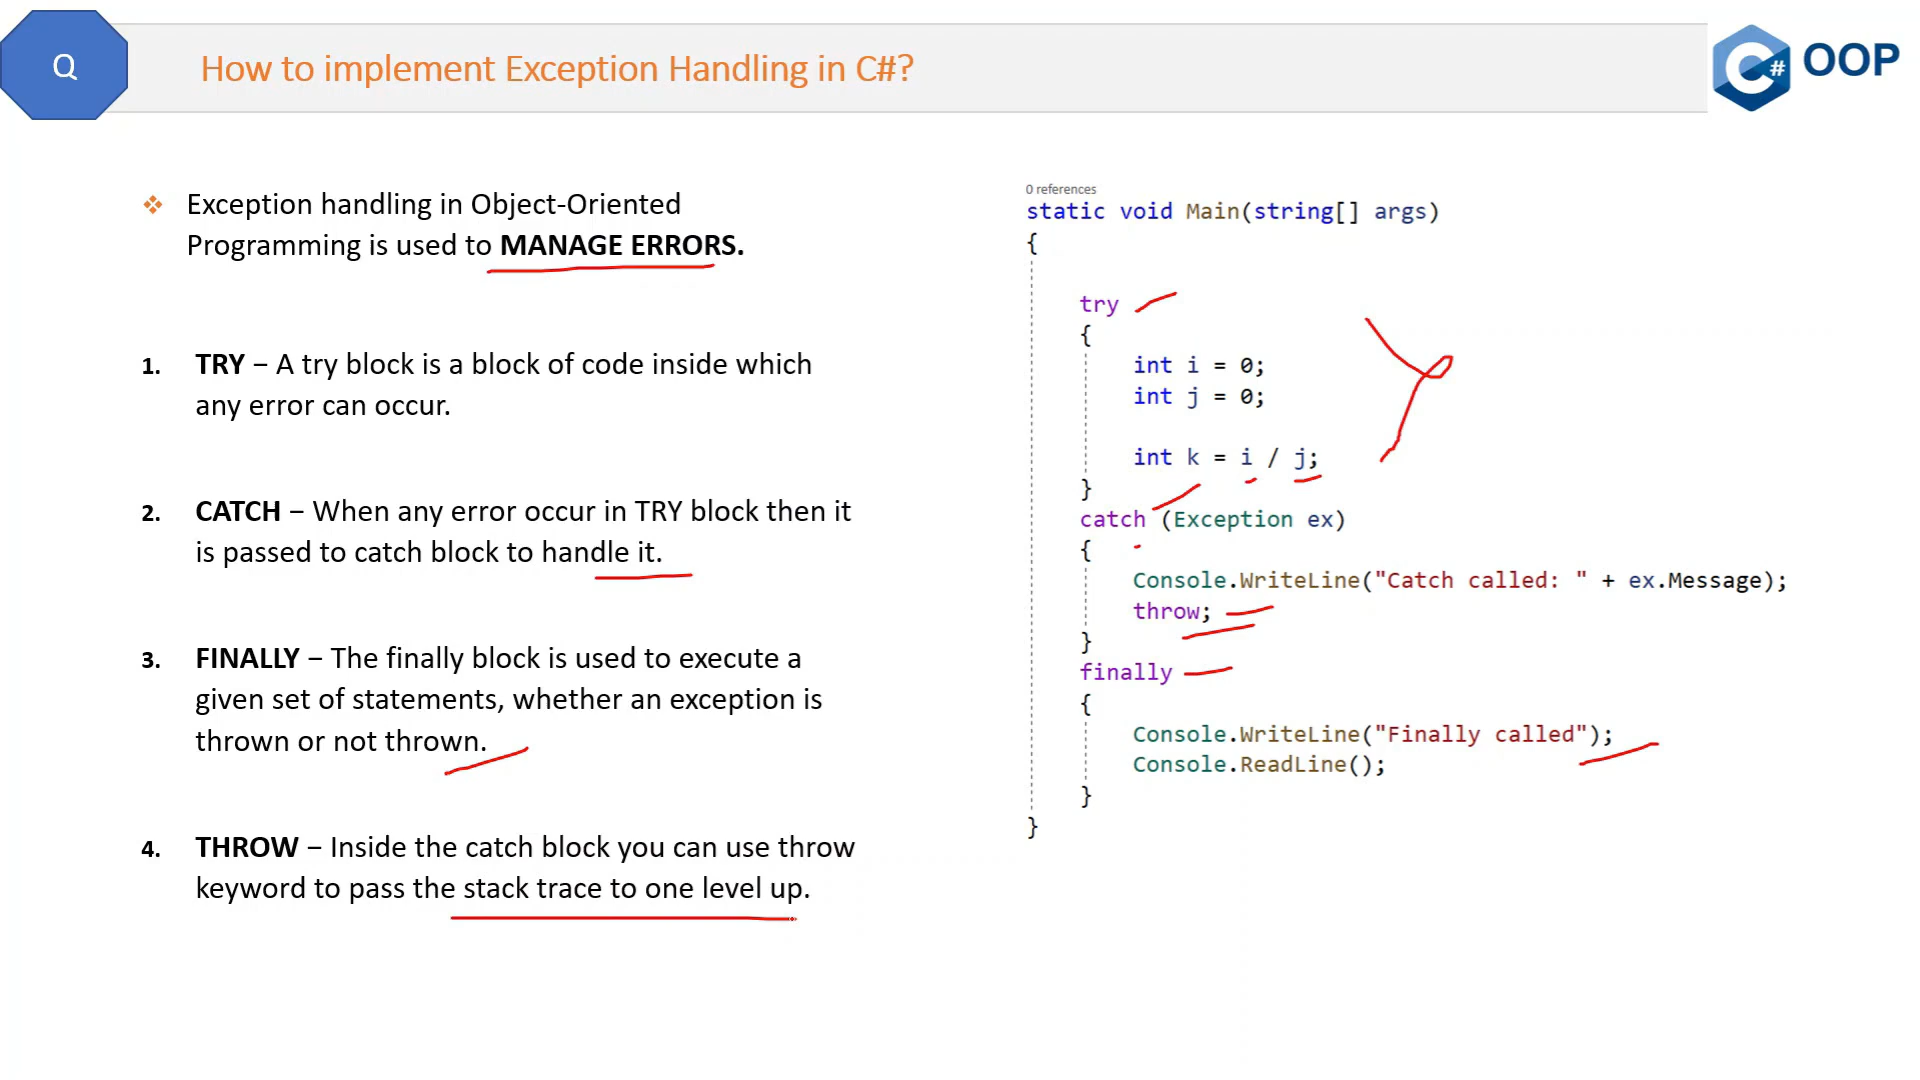 Q
How to implement Exception Handling in C#?
C# OOP
❖ Exception handling in Object-Oriented
Programming is used to MANAGE ERRORS.
1. TRY – A try block is a block of code inside which
any error can occur.
2. CATCH – When any error occur in TRY block then it
is passed to catch block to handle it.
3. FINALLY – The finally block is used to execute a
given set of statements, whether an exception is
thrown or not thrown.
4. THROW – Inside the catch block you can use throw
keyword to pass the stack trace to one level up.
0 references
static void Main(string[] args)
{
try
{
int i = 0;
int j = 0;
int k = i / j;
}
catch (Exception ex)
{
Console.WriteLine("Catch called: " + ex.Message);
throw;
}
finally
{
Console.WriteLine("Finally called");
Console.ReadLine();
}
}